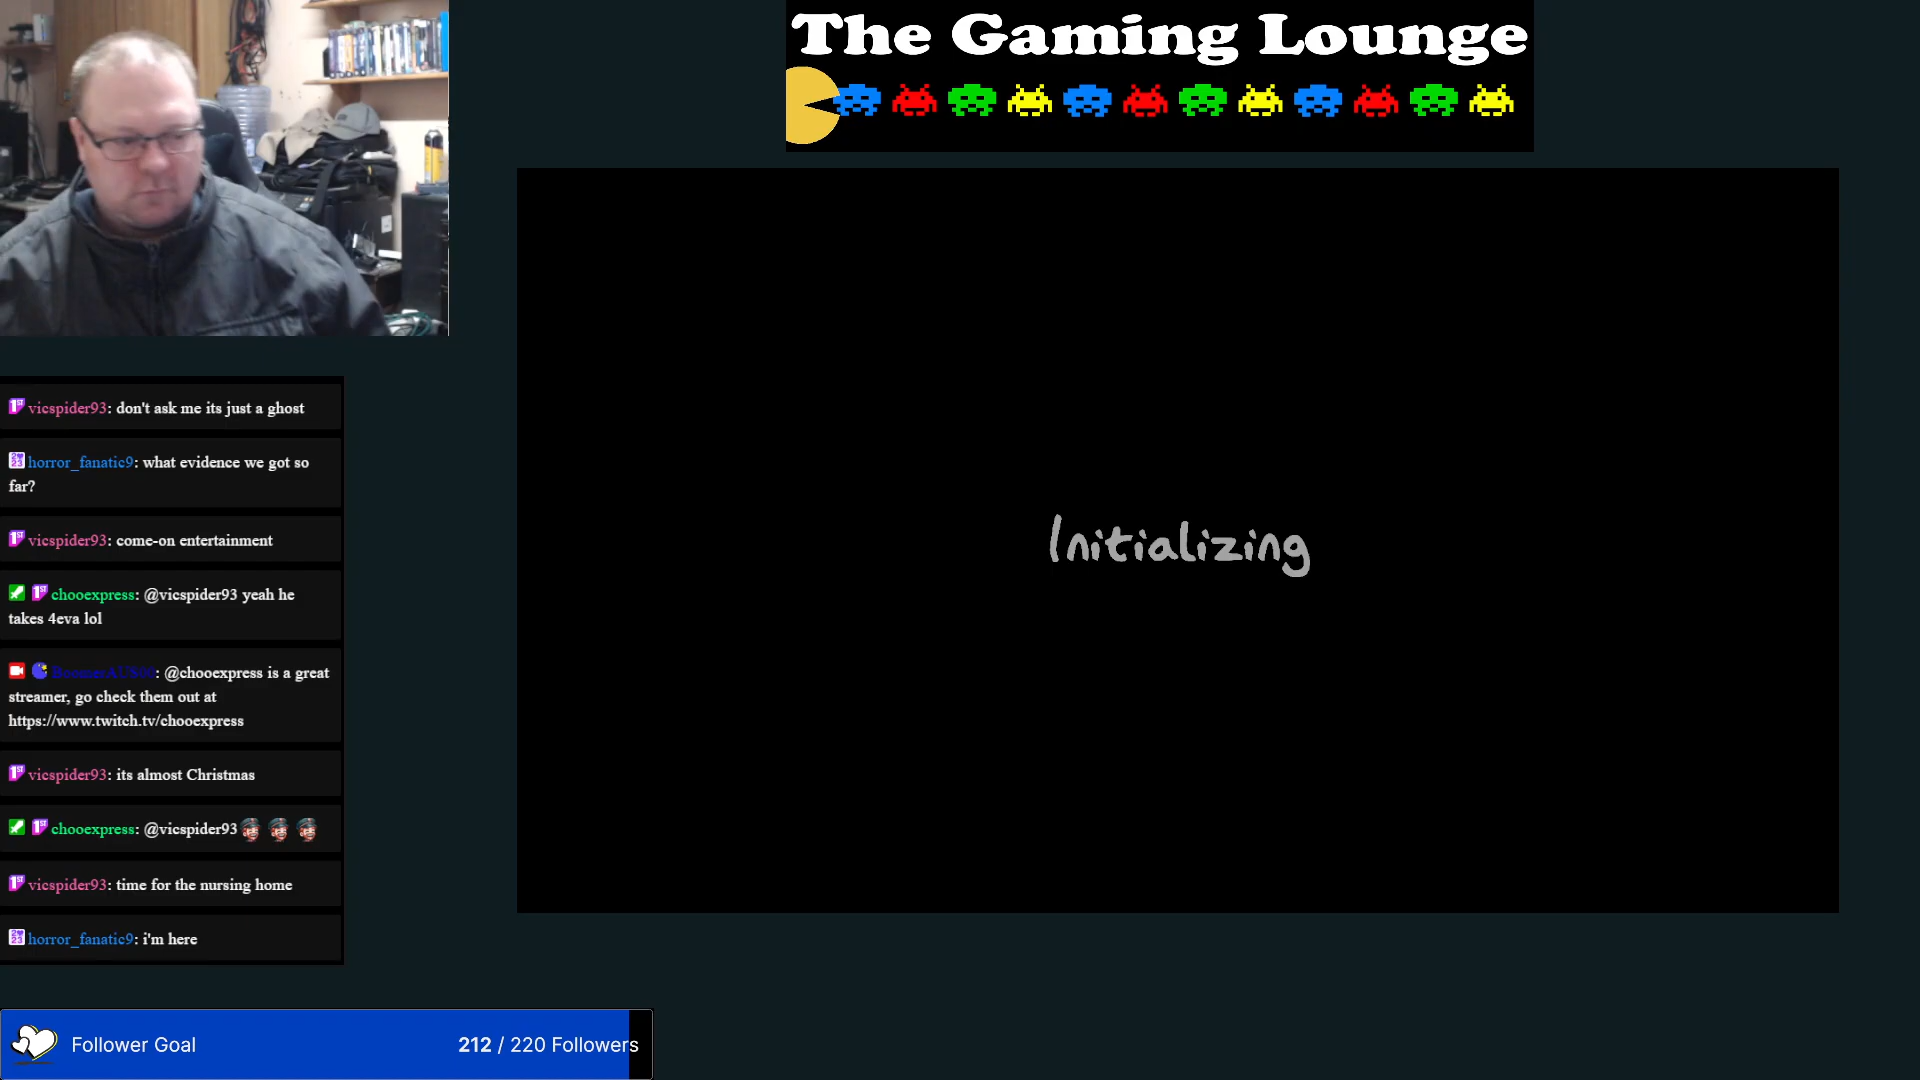 The Gaming Lounge
Initializing
vicspider93: don't ask me its just a ghost
horror_fanatic9: what evidence we got so
far?
vicspider93: come-on entertainment
chooexpress: @vicspider93 yeah he
takes 4eva lol
: @chooexpress is a great
streamer, go check them out at
https://www.twitch.tv/chooexpress
vicspider93: its almost Christmas
chooexpress: @vicspider93
vicspider93: time for the nursing home
horror_fanatic9: i'm here
Follower Goal
212 / 220 Followers